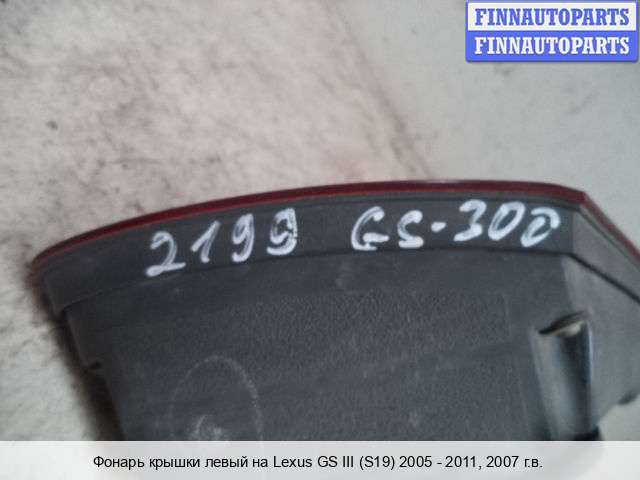 FINNAUTOPARTS
FINNAUTOPARTS
2199 GS-300
Фонарь крышки левый на Lexus GS III (S19) 2005 - 2011, 2007 г.в.